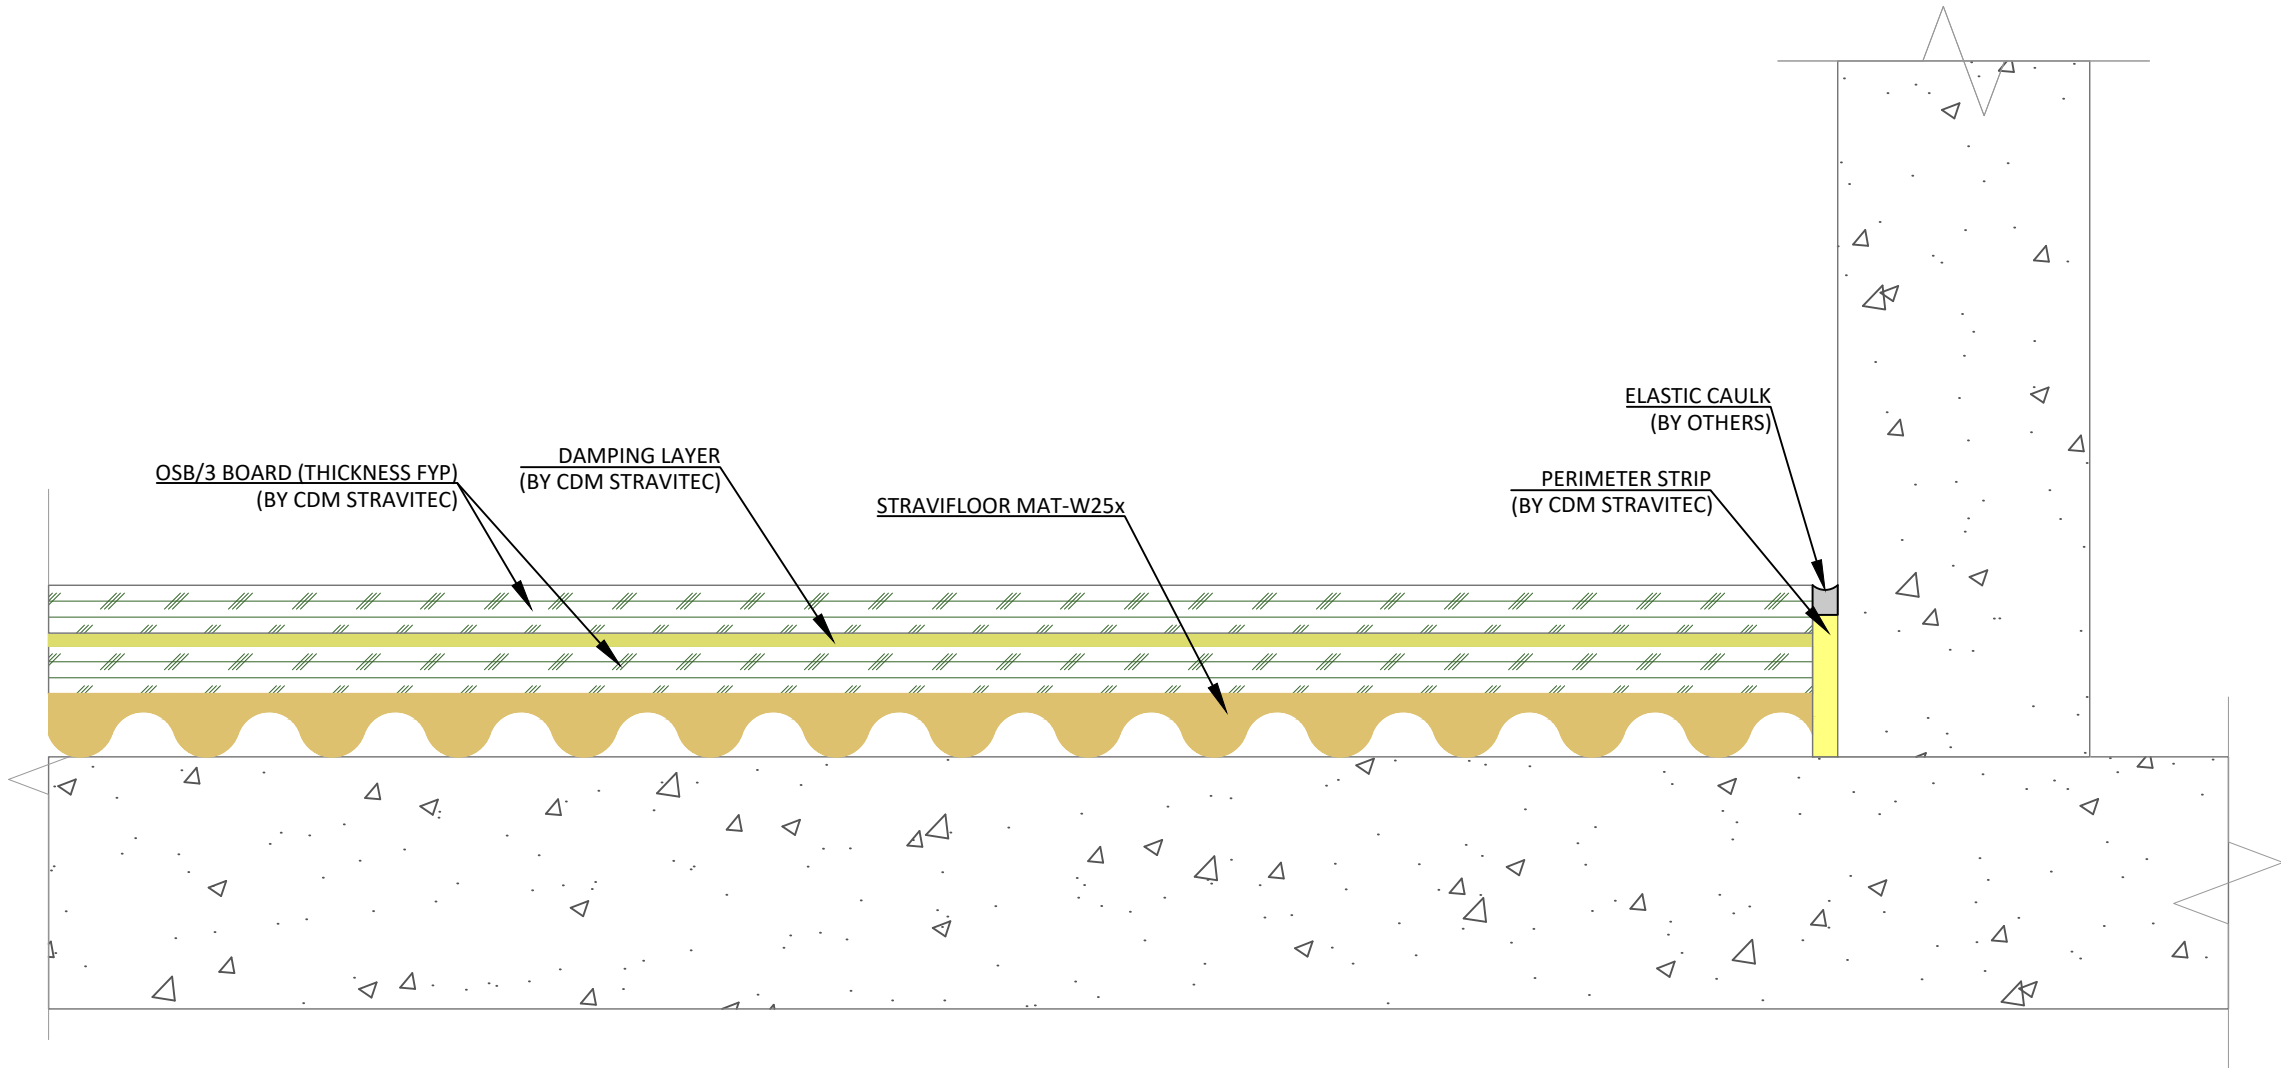 OSB/3 BOARD (THICKNESS FYP)
(BY CDM STRAVITEC)
DAMPING LAYER
(BY CDM STRAVITEC)
STRAVIFLOOR MAT-W25x
ELASTIC CAULK
(BY OTHERS)
PERIMETER STRIP
(BY CDM STRAVITEC)